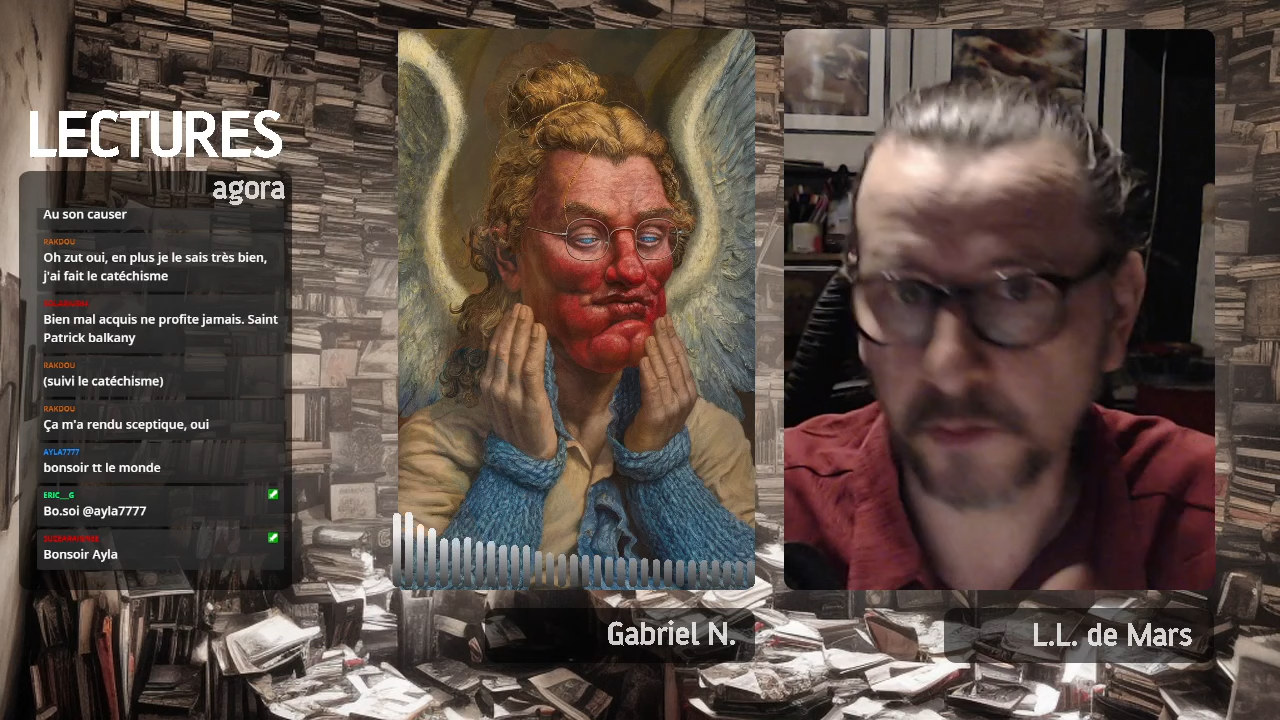 LECTURES
agora
Au son causer
RAKDOU
Oh zut oui, en plus je le sais très bien,
j'ai fait le catéchisme
Bien mal acquis ne profite jamais. Saint
Patrick balkany
RAKDOU
(suivi le catéchisme)
RAKDOU
Ça m'a rendu sceptique, oui
AYLA7777
bonsoir tt le monde
ERIC__G
Bo.soi @ayla7777
Bonsoir Ayla
Gabriel N.
L.L. de Mars